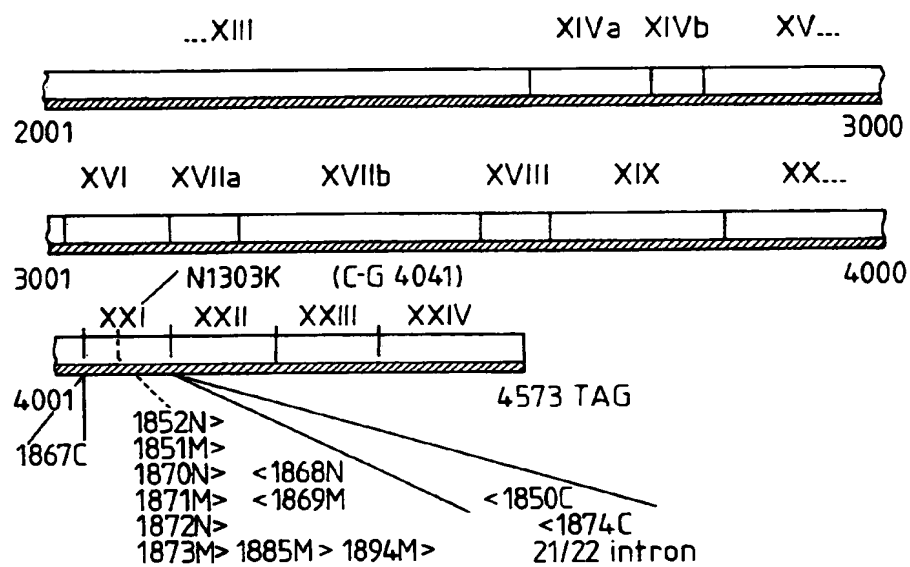 ...XIII XIVa XIVb XV...
2001 3000
XVI XVIIa XVIIb XVIII XIX XX...
3001 N1303K (C-G 4041) 4000
XXI XXII XXIII XXIV
4001 4573 TAG
1867C 1852N>
1851M>
1870N> <1868N
1871M> <1869M <1850C
1872N> <1874C
1873M> 1885M > 1894M> 21/22 intron